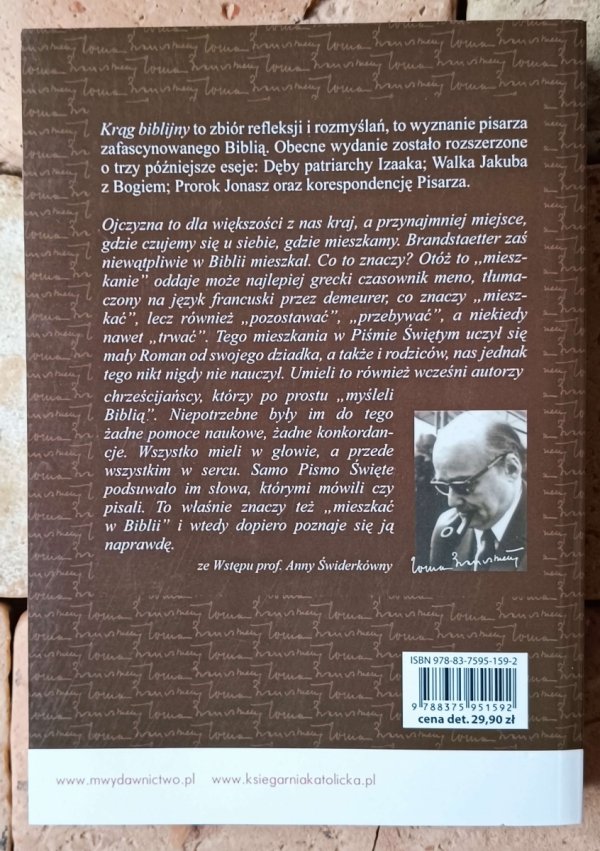 Krąg biblijny to zbiór refleksji i rozmyślań, to wyznanie pisarza
zafascynowanego Biblią. Obecne wydanie zostało rozszerzone
o trzy późniejsze eseje: Dęby patriarchy Izaaka; Walka Jakuba
z Bogiem; Prorok Jonasz oraz korespondencję Pisarza.
Ojczyzna to dla większości z nas kraj, a przynajmniej miejsce,
gdzie czujemy się u siebie, gdzie mieszkamy. Brandstaetter zaś
niewątpliwie w Biblii mieszkał. Co to znaczy? Otóż to „miesz-
kanie” oddaje może najlepiej grecki czasownik meno, tłuma-
czony na język francuski przez demeurer, co znaczy „miesz-
kać”, lecz również „pozostawać”, „przebywać”, a niekiedy
nawet „trwać”. Tego mieszkania w Piśmie Świętym uczył się
mały Roman od swojego dziadka, a także i rodziców, nas jednak
tego nikt nigdy nie nauczył. Umieli to również wcześni autorzy
chrześcijańscy, którzy po prostu „myśleli
Biblią”. Niepotrzebne były im do tego
żadne pomoce naukowe, żadne konkordan-
cje. Wszystko mieli w głowie, a przede
wszystkim w sercu. Samo Pismo Święte
podsuwało im słowa, którymi mówili czy
pisali. To właśnie znaczy też „mieszkać
w Biblii” i wtedy dopiero poznaje się ją
naprawdę.
ze Wstępu prof. Anny Świderkówny
ISBN 978-83-7595-159-2
9 788375 951592
cena det. 29,90 zł
www.mwydawnictwo.pl www.ksiegarniakatolicka.pl